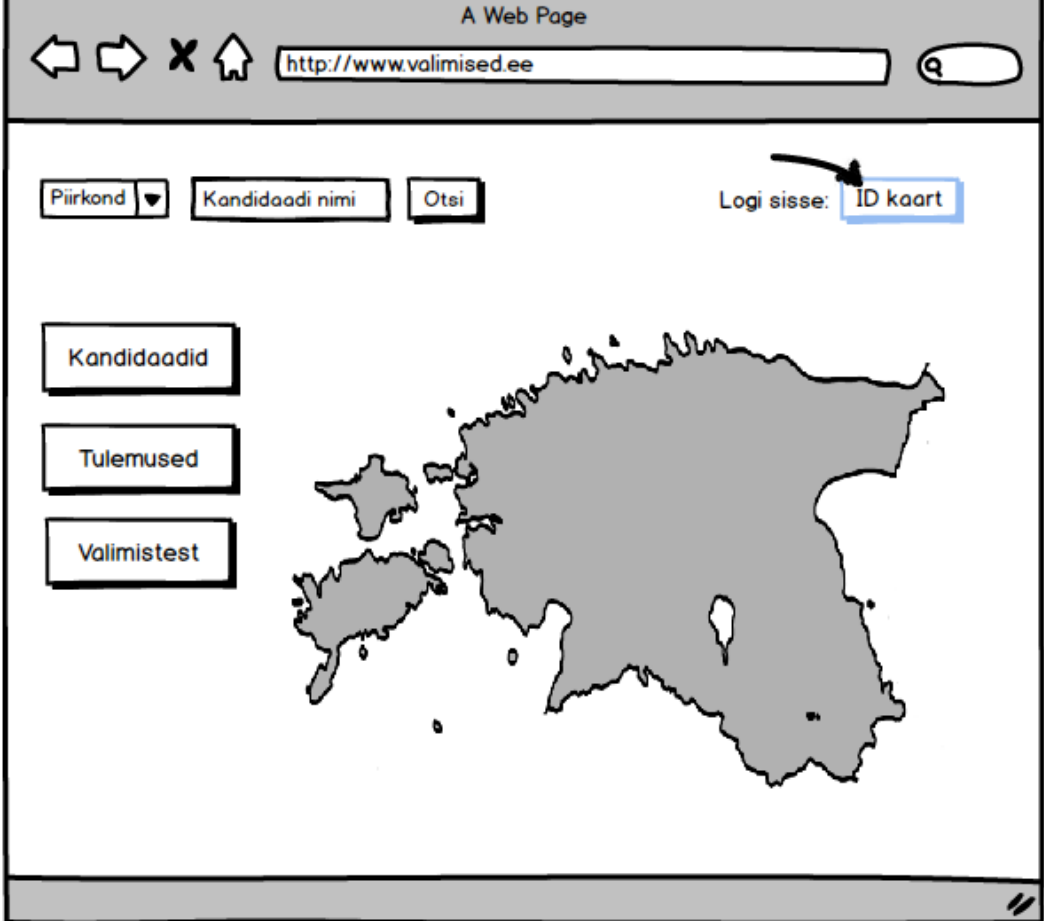 A Web Page
http://www.valimised.ee
Piirkond
Kandidaadi nimi
Otsi
Logi sisse:
ID kaart
Kandidaadid
Tulemused
Valimistest